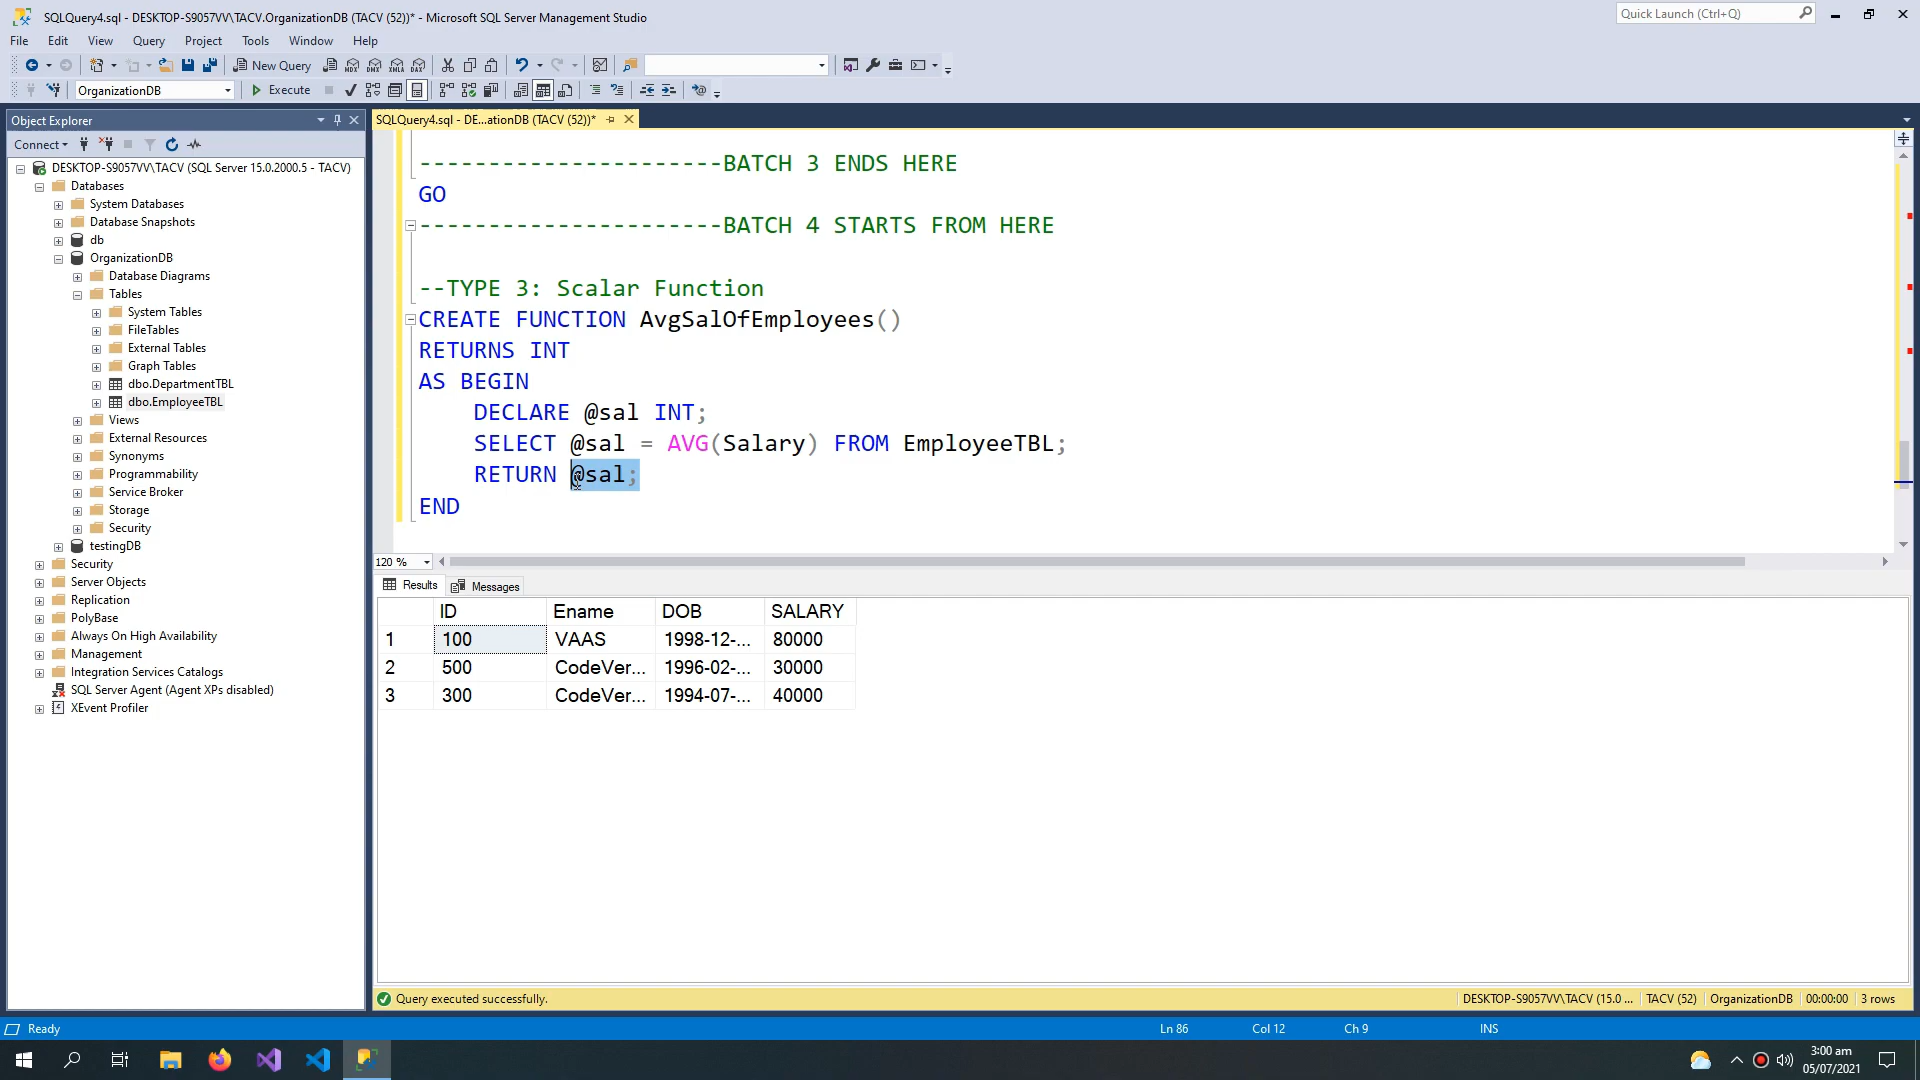 SQLQuery4.sql - DESKTOP-S9057VV\TACV.OrganizationDB (TACV (52))* - Microsoft SQL Server Management Studio
Quick Launch (Ctrl+Q)
File Edit View Query Project Tools Window Help
New Query
OrganizationDB
Execute
Object Explorer
Connect
DESKTOP-S9057VV\TACV (SQL Server 15.0.2000.5 - TACV)
Databases
System Databases
Database Snapshots
db
OrganizationDB
Database Diagrams
Tables
System Tables
FileTables
External Tables
Graph Tables
dbo.DepartmentTBL
dbo.EmployeeTBL
Views
External Resources
Synonyms
Programmability
Service Broker
Storage
Security
testingDB
Security
Server Objects
Replication
PolyBase
Always On High Availability
Management
Integration Services Catalogs
SQL Server Agent (Agent XPs disabled)
XEvent Profiler
SQLQuery4.sql - DE...ationDB (TACV (52))*
----------------------BATCH 3 ENDS HERE
GO
----------------------BATCH 4 STARTS FROM HERE
--TYPE 3: Scalar Function
CREATE FUNCTION AvgSalOfEmployees()
RETURNS INT
AS BEGIN
DECLARE @sal INT;
SELECT @sal = AVG(Salary) FROM EmployeeTBL;
RETURN @sal;
END
120 %
Results Messages
ID Ename DOB SALARY
1 100 VAAS 1998-12-... 80000
2 500 CodeVer... 1996-02-... 30000
3 300 CodeVer... 1994-07-... 40000
Query executed successfully.
DESKTOP-S9057VV\TACV (15.0 ... TACV (52) OrganizationDB 00:00:00 3 rows
Ready
Ln 86 Col 12 Ch 9 INS
3:00 am
05/07/2021